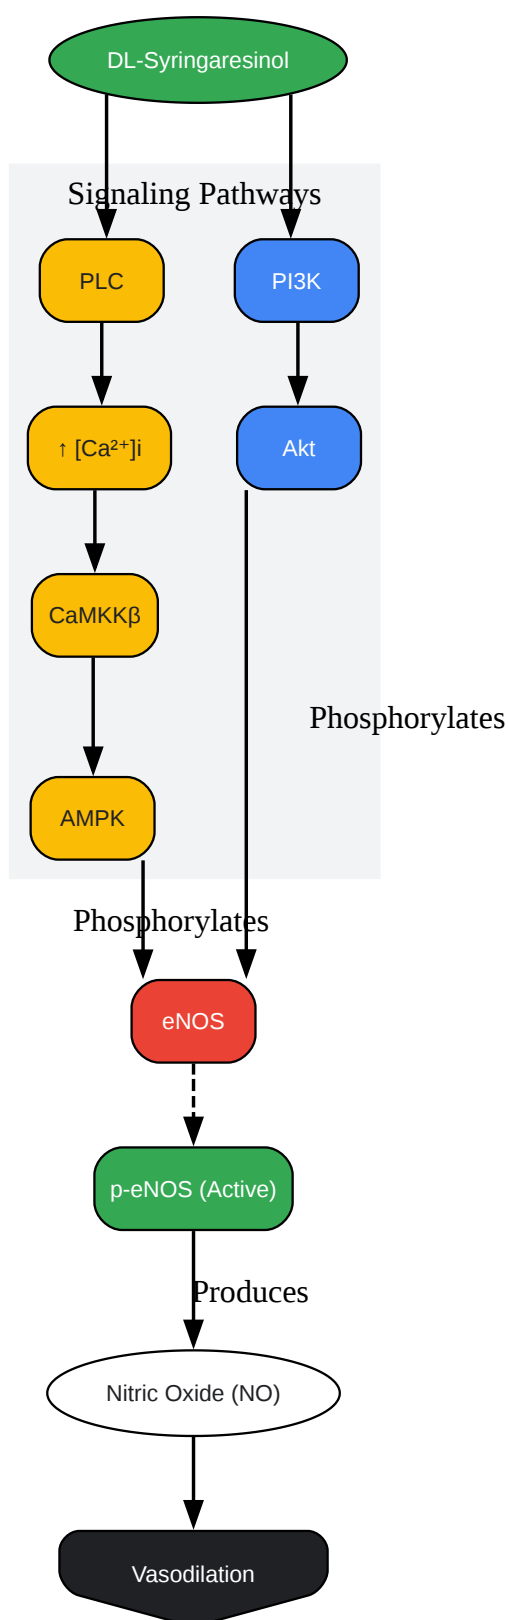 DL-Syringaresinol
Signaling Pathways
PLC
PI3K
↑ [Ca²⁺]i
Akt
CaMKKβ
Phosphorylates
AMPK
Phosphorylates
eNOS
p-eNOS (Active)
Produces
Nitric Oxide (NO)
Vasodilation